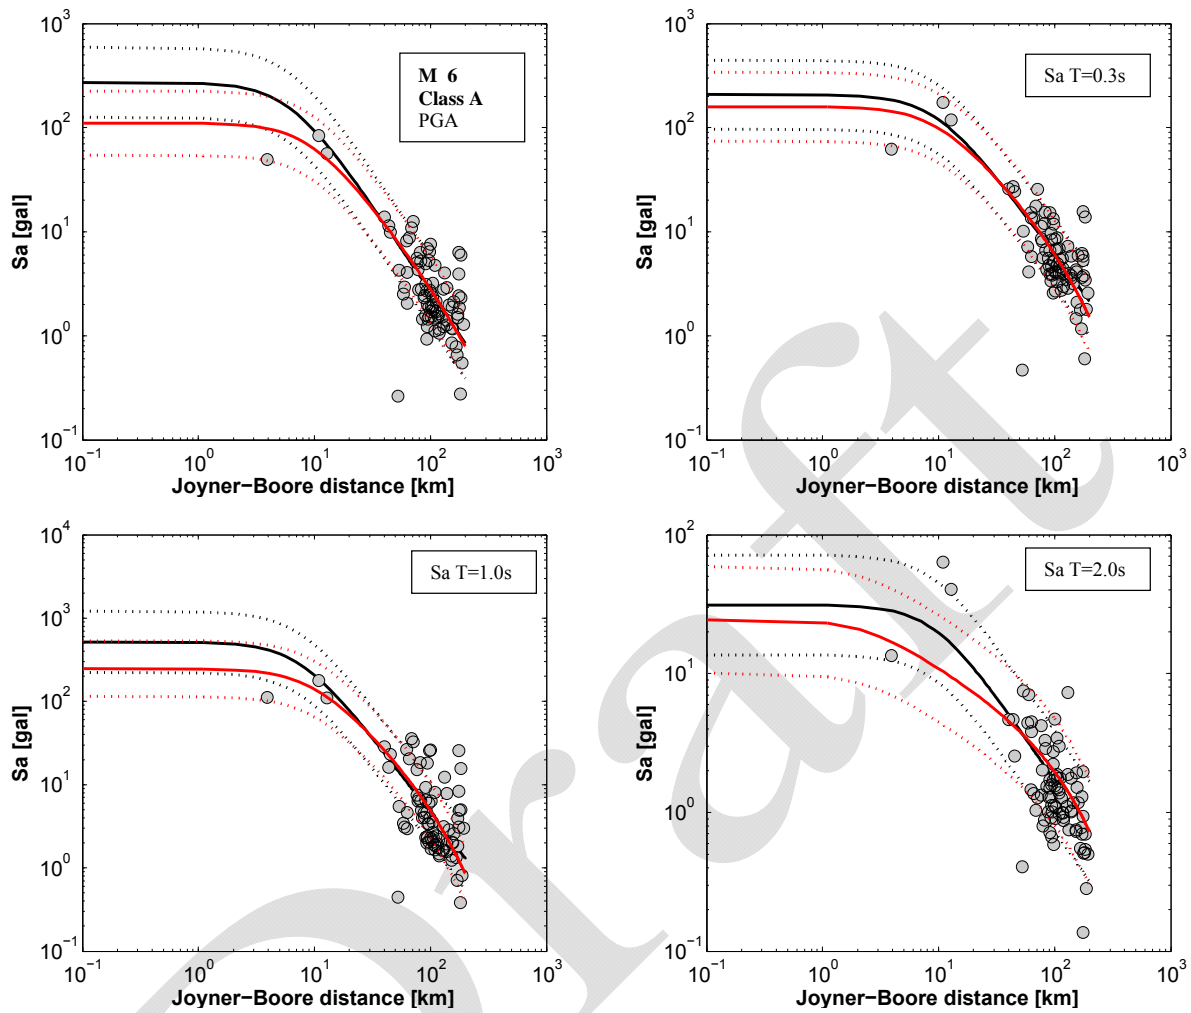 10^3
10^2
10^1
10^0
10^−1
Sa [gal]
M 6
Class A
PGA
10^−1 10^0 10^1 10^2 10^3
Joyner−Boore distance [km]
10^3
10^2
10^1
10^0
10^−1
Sa [gal]
Sa T=0.3s
10^−1 10^0 10^1 10^2 10^3
Joyner−Boore distance [km]
10^4
10^3
10^2
10^1
10^0
10^−1
Sa [gal]
Sa T=1.0s
10^−1 10^0 10^1 10^2 10^3
Joyner−Boore distance [km]
10^2
10^1
10^0
10^−1
Sa [gal]
Sa T=2.0s
10^−1 10^0 10^1 10^2 10^3
Joyner−Boore distance [km]
Draft